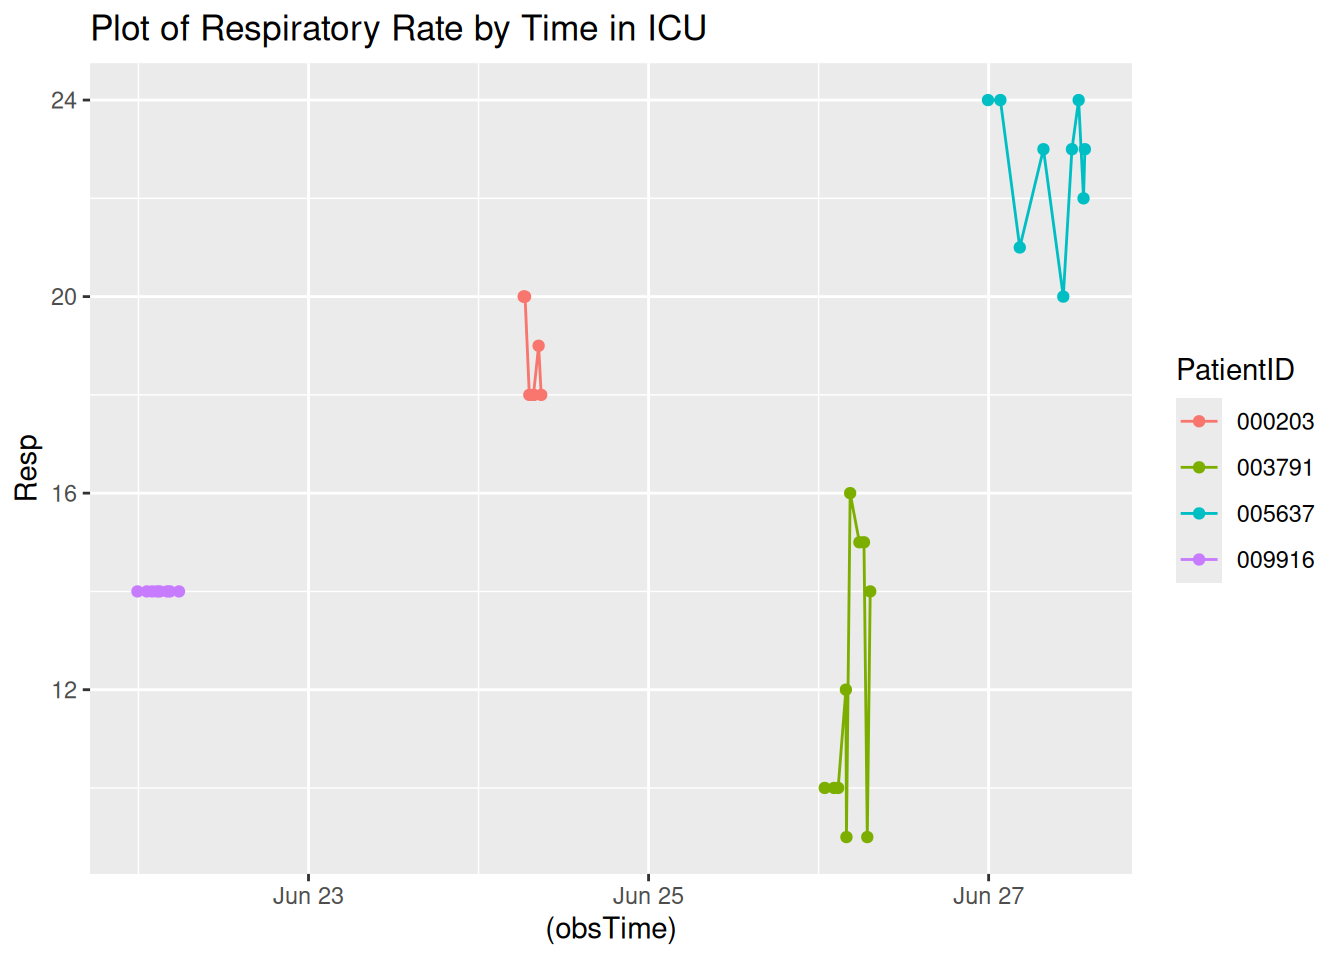 Plot of Respiratory Rate by Time in ICU
24
20
16
12
Resp
Jun 23
Jun 25
Jun 27
(obsTime)
PatientID
000203
003791
005637
009916